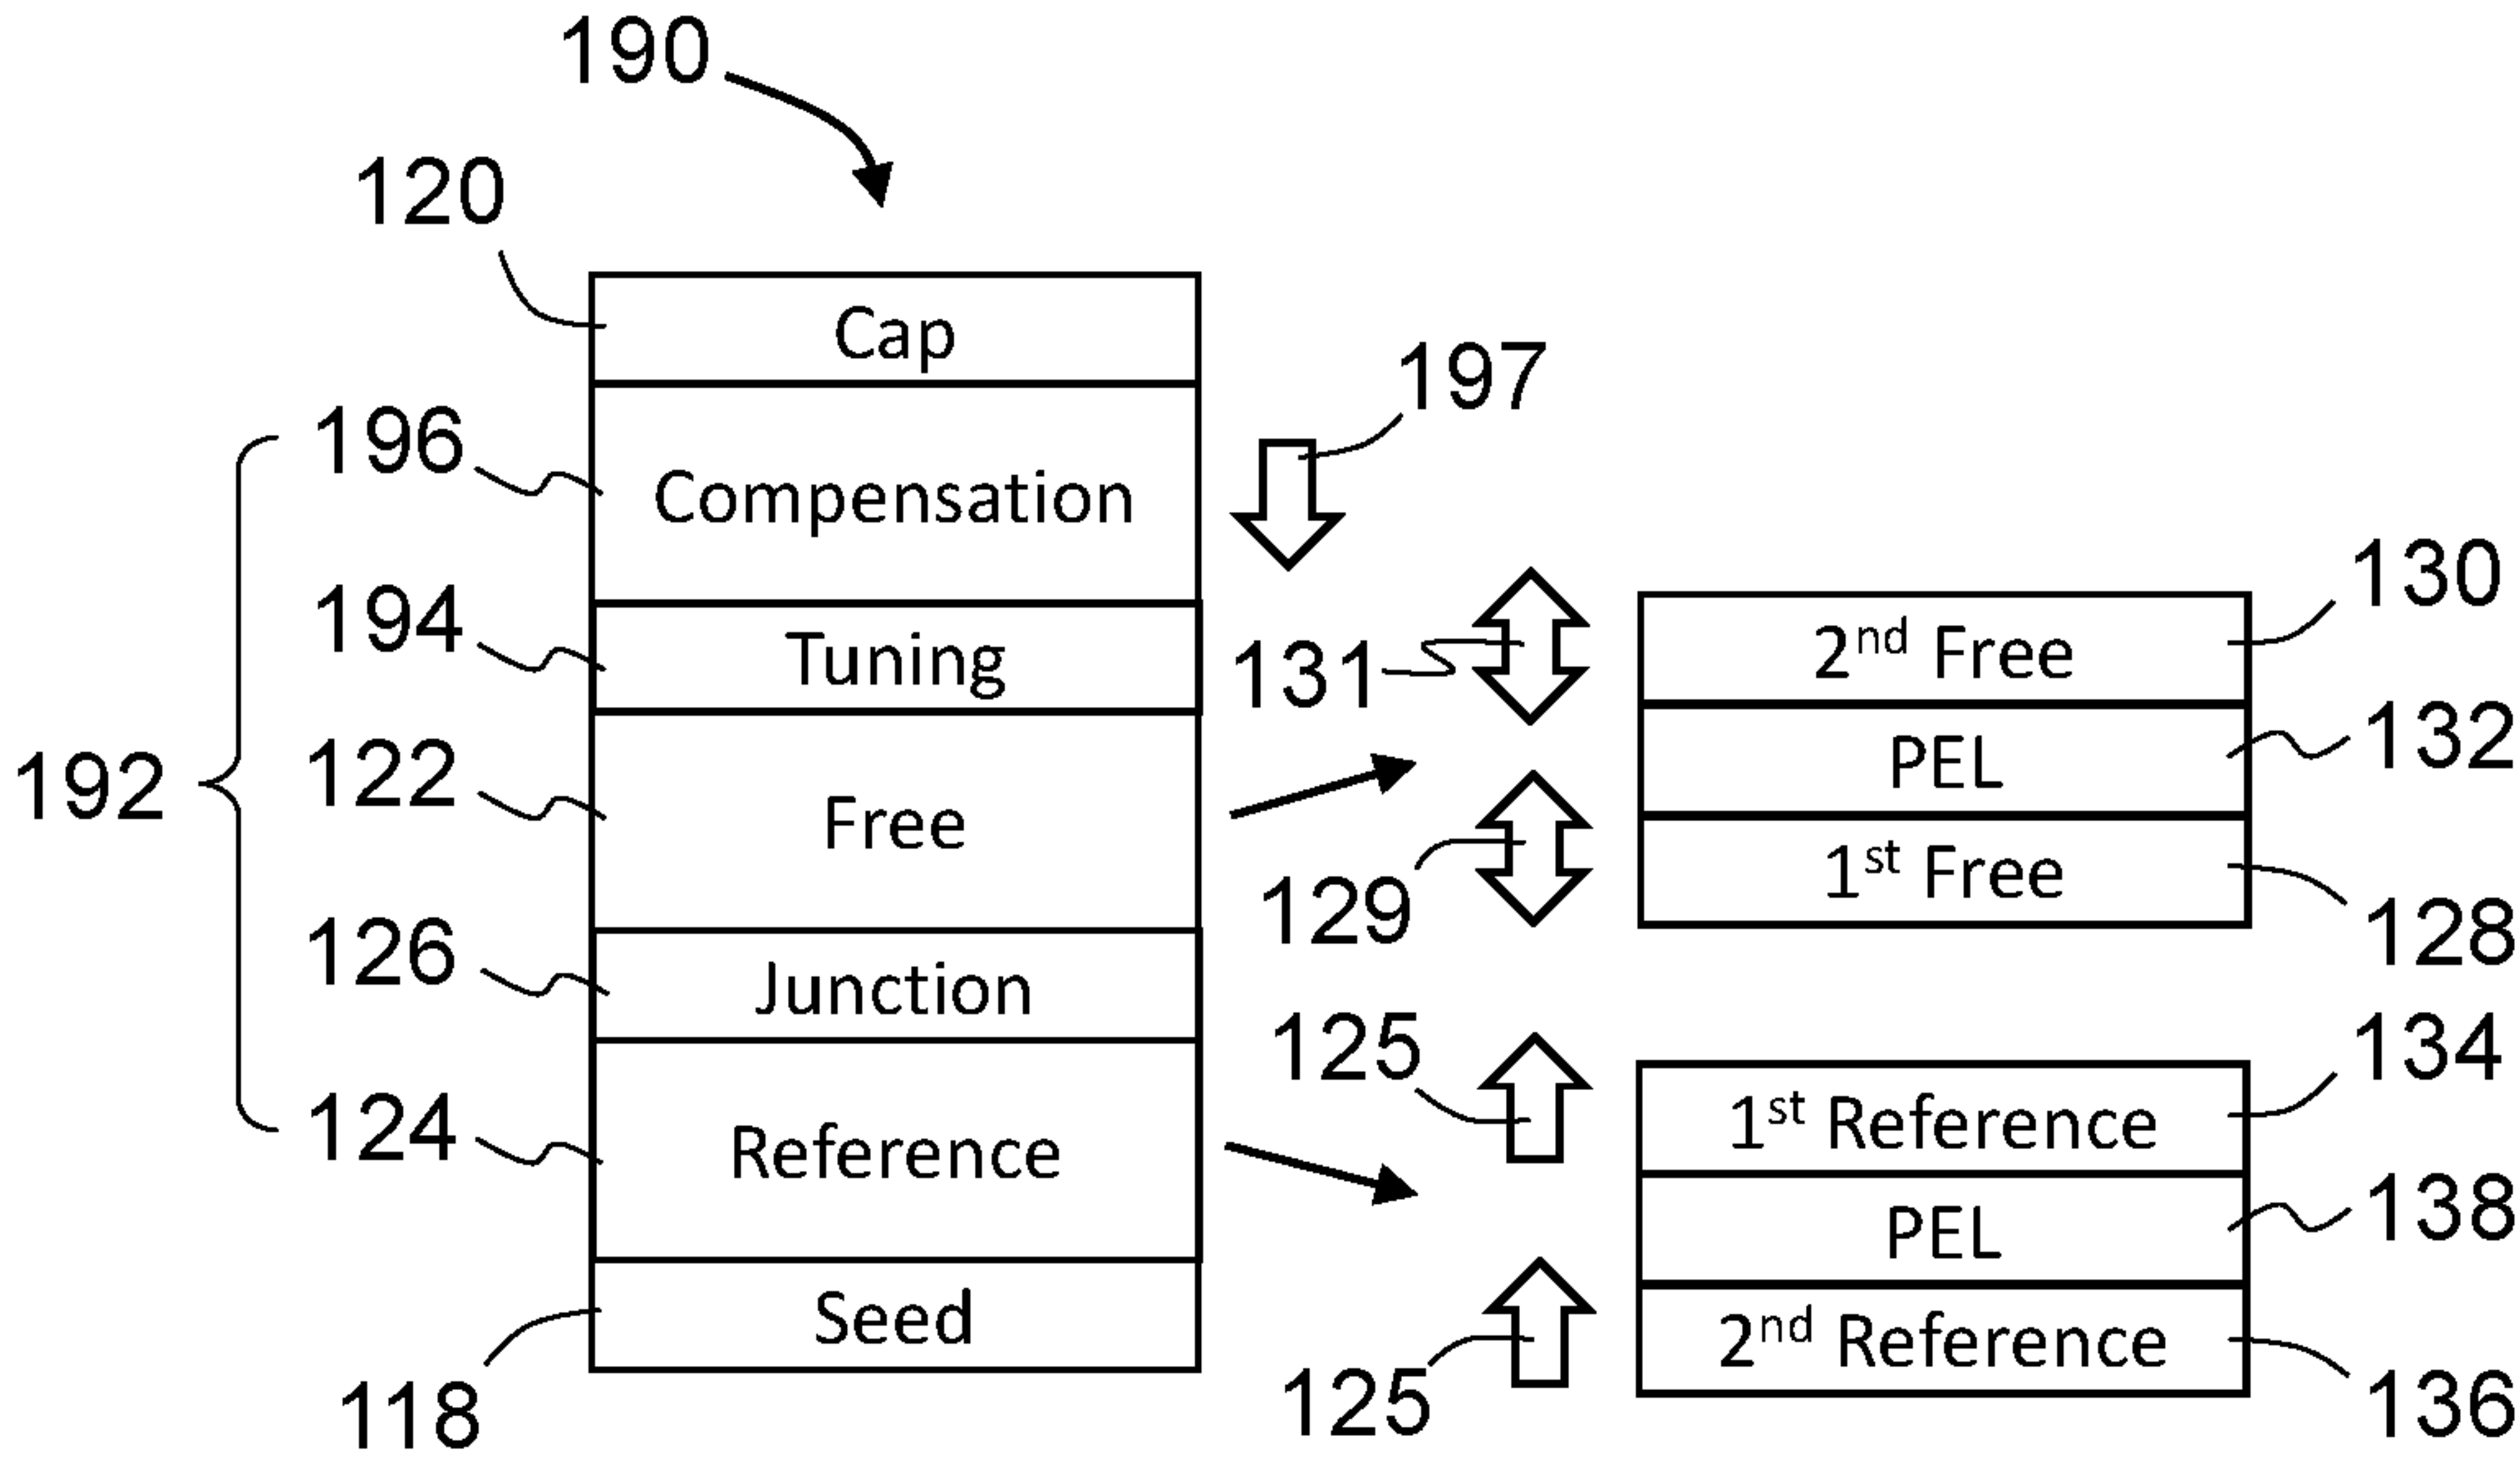 190
120
Cap
197
196
Compensation
130
194
Tuning
131
2nd Free
132
192
122
Free
PEL
129
1st Free
128
126
Junction
125
134
124
Reference
1st Reference
138
PEL
118
Seed
125
2nd Reference
136